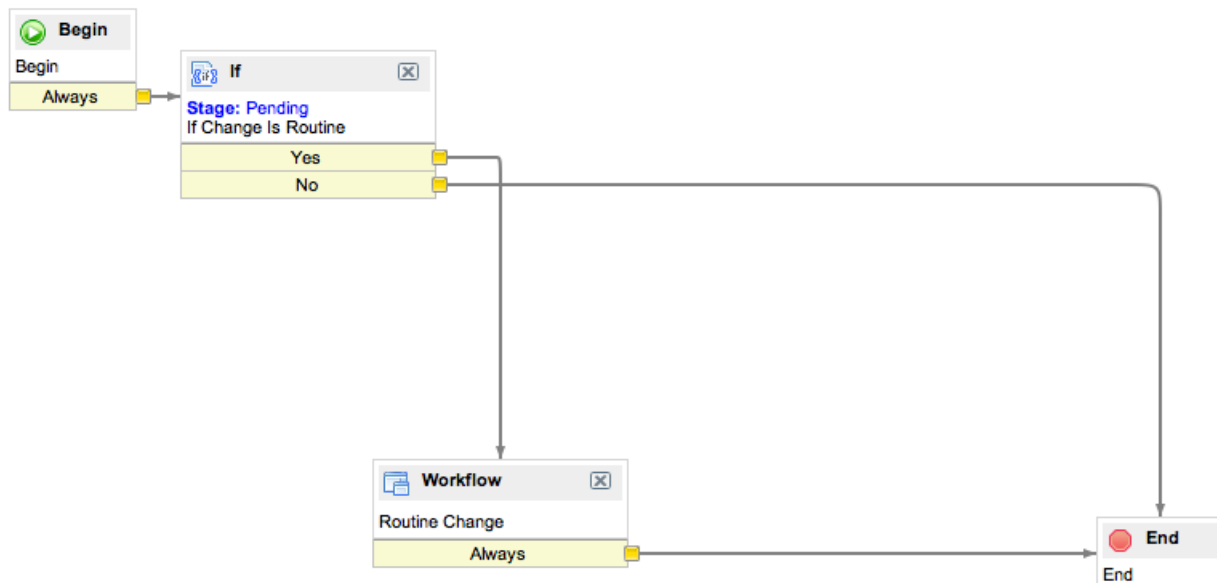 Begin
Begin
Always
If
Stage: Pending
If Change Is Routine
Yes
No
Workflow
Routine Change
Always
End
End